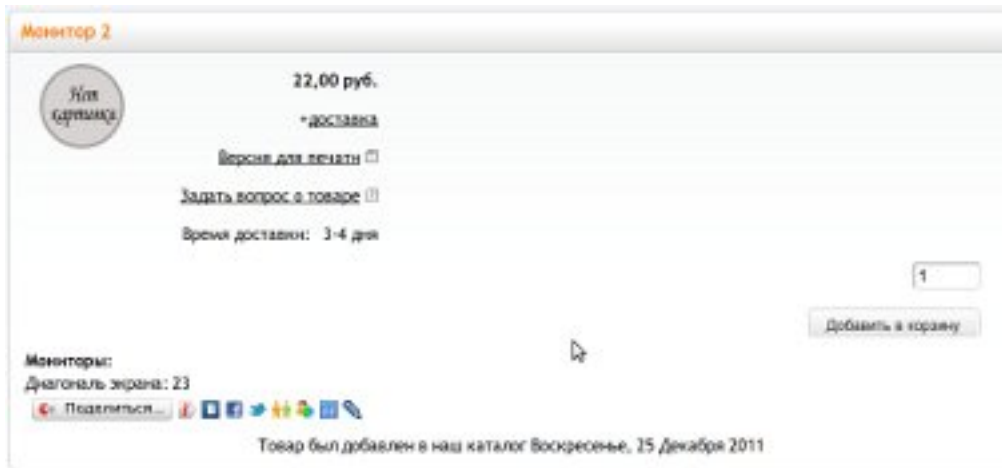 Монитор 2
Нет
картинки
22,00 руб.
+доставка
Версия для печати
Задать вопрос о товаре
Время доставки: 3-4 дня
1
Добавить в корзину
Мониторы:
Диагональ экрана: 23
Поделиться...
Товар был добавлен в наш каталог Воскресенье, 25 Декабря 2011